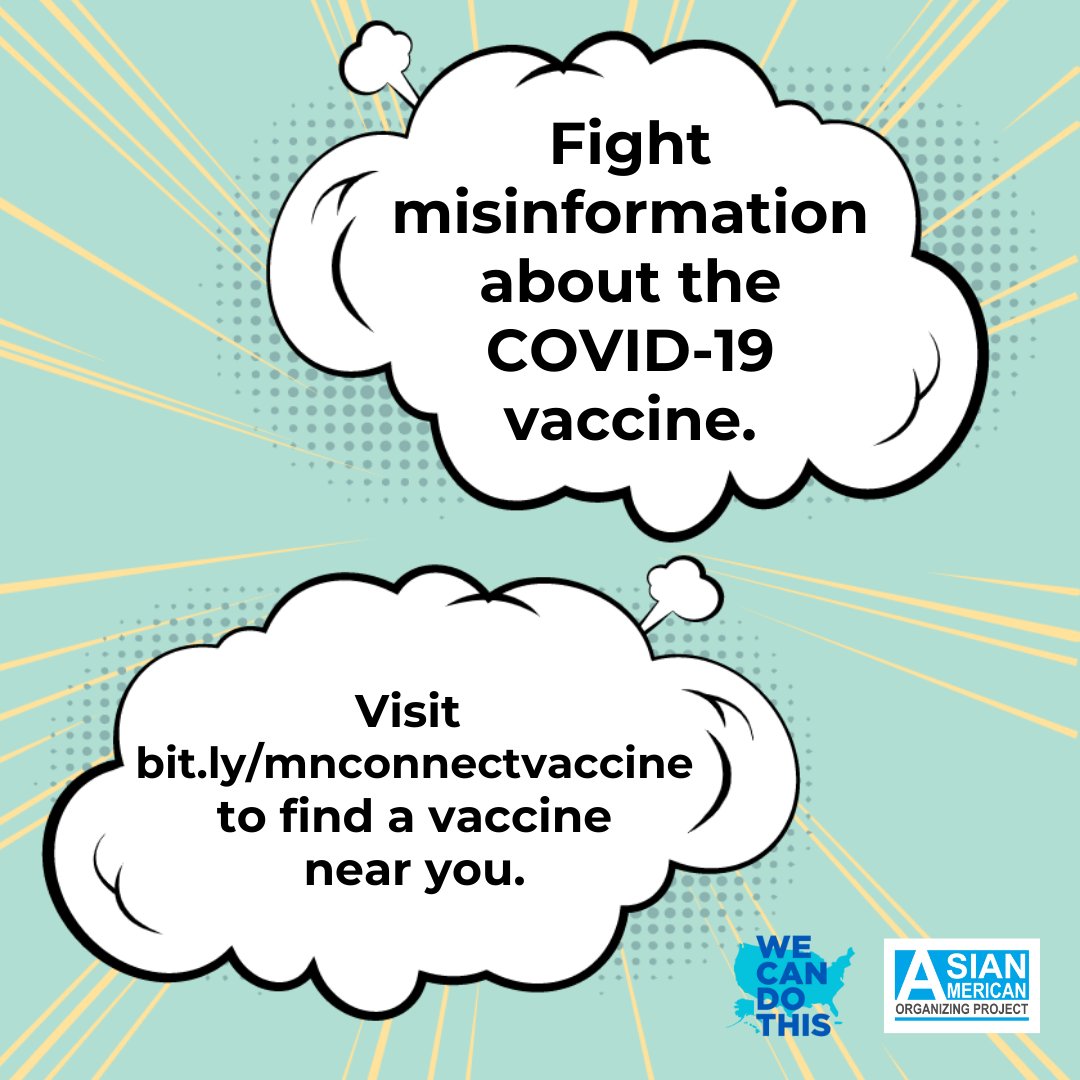 Fight
misinformation
about the
COVID-19
vaccine.
Visit
bit.ly/mnconnectvaccine
to find a vaccine
near you.
WE
CAN
DO
THIS
ASIAN
AMERICAN
ORGANIZING PROJECT